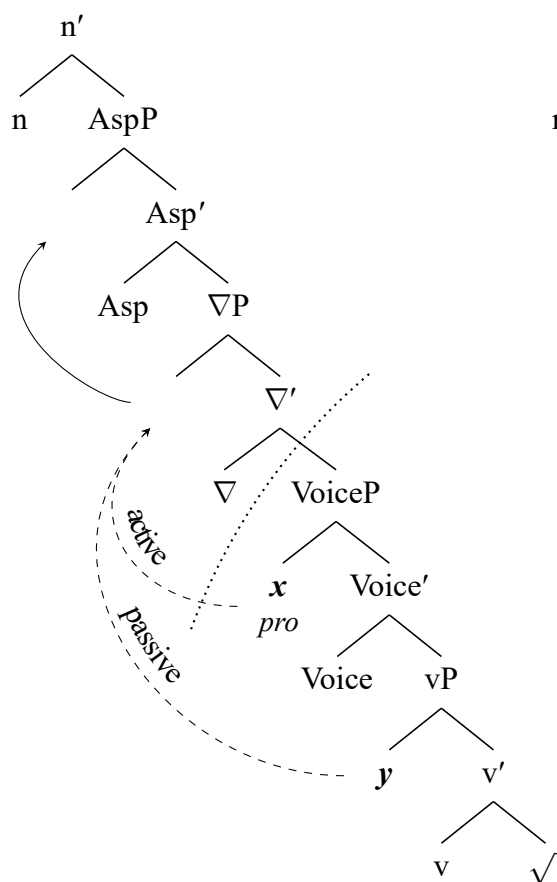 n′
n AspP
Asp′
Asp ∇P
∇′
∇ VoiceP
active
x Voice′
pro
passive
Voice vP
y v′
v √